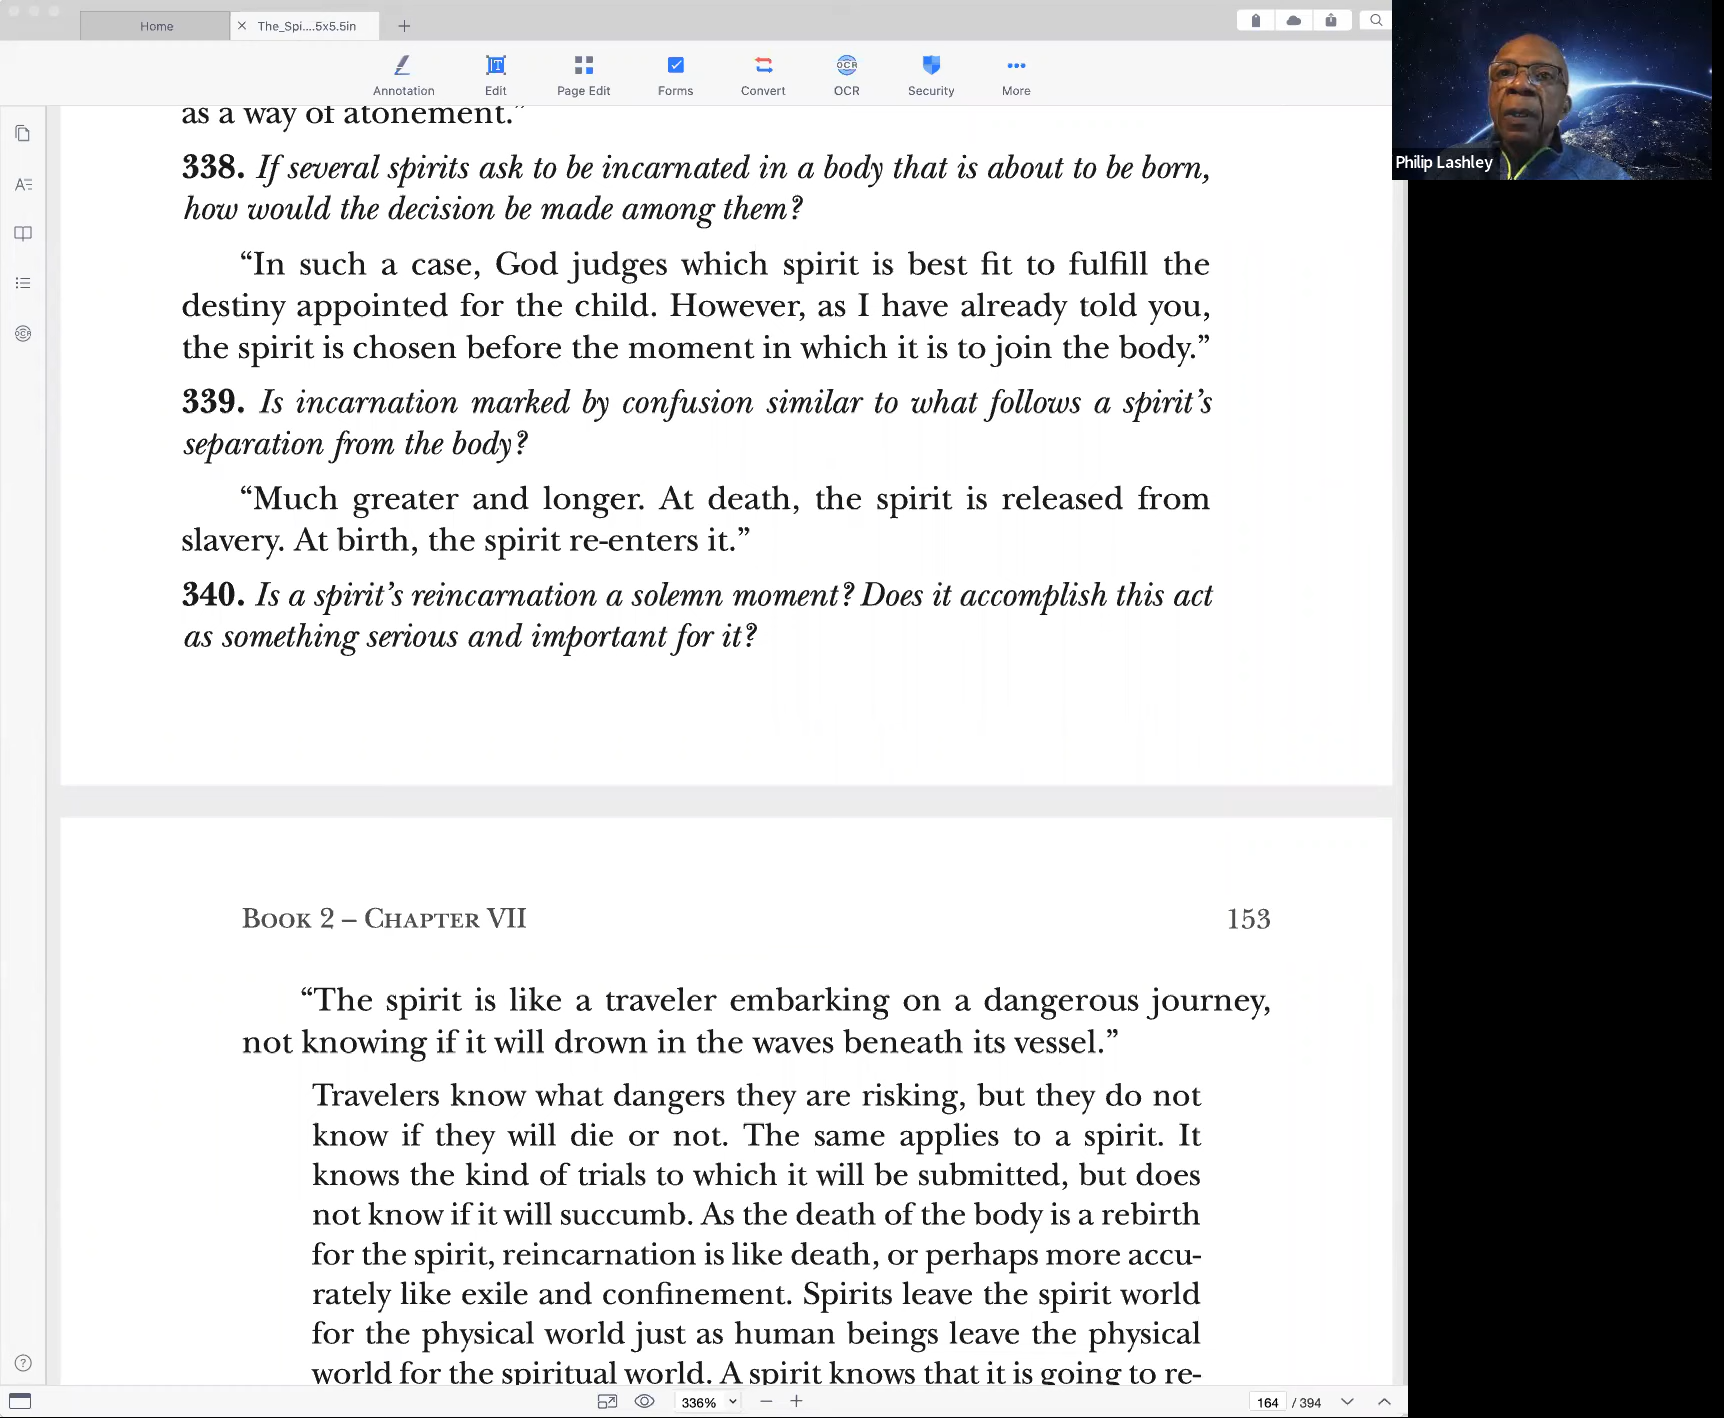 Home
The_Spi....5x5.5in
Annotation
Edit
Page Edit
Forms
Convert
OCR
OCR
Security
More
Philip Lashley
as a way of atonement.”
338. If several spirits ask to be incarnated in a body that is about to be born,
how would the decision be made among them?
“In such a case, God judges which spirit is best fit to fulfill the
destiny appointed for the child. However, as I have already told you,
the spirit is chosen before the moment in which it is to join the body.”
339. Is incarnation marked by confusion similar to what follows a spirit’s
separation from the body?
“Much greater and longer. At death, the spirit is released from
slavery. At birth, the spirit re-enters it.”
340. Is a spirit’s reincarnation a solemn moment? Does it accomplish this act
as something serious and important for it?
Book 2 – Chapter VII
153
“The spirit is like a traveler embarking on a dangerous journey,
not knowing if it will drown in the waves beneath its vessel.”
Travelers know what dangers they are risking, but they do not
know if they will die or not. The same applies to a spirit. It
knows the kind of trials to which it will be submitted, but does
not know if it will succumb. As the death of the body is a rebirth
for the spirit, reincarnation is like death, or perhaps more accu-
rately like exile and confinement. Spirits leave the spirit world
for the physical world just as human beings leave the physical
world for the spiritual world. A spirit knows that it is going to re-
336%
164 / 394